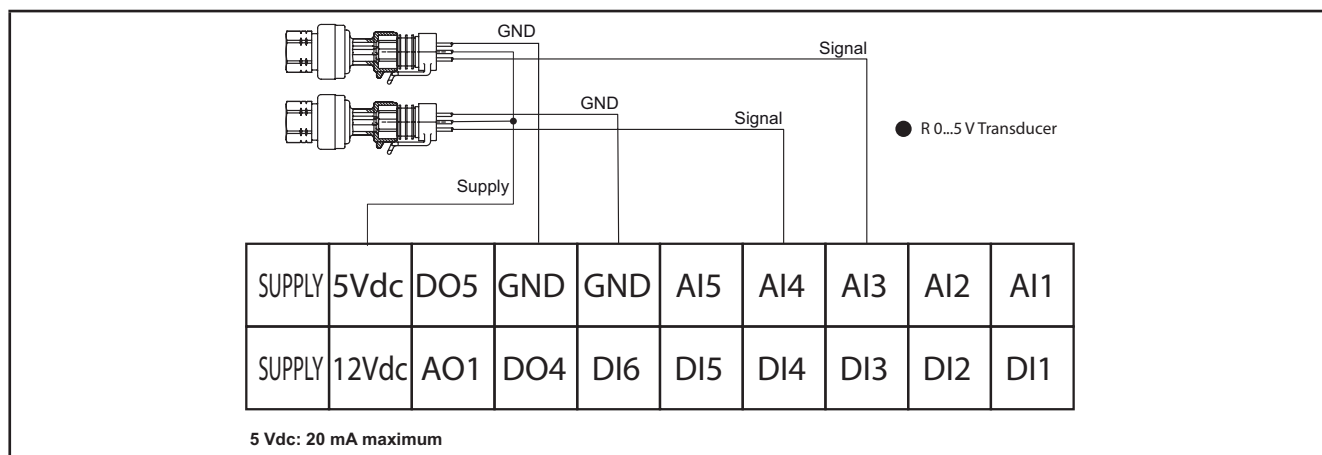 GND
Signal
GND
Signal
R 0...5 V Transducer
Supply
SUPPLY 5Vdc DO5 GND GND AI5 AI4 AI3 AI2 AI1
SUPPLY 12Vdc AO1 DO4 DI6 DI5 DI4 DI3 DI2 DI1
5 Vdc: 20 mA maximum